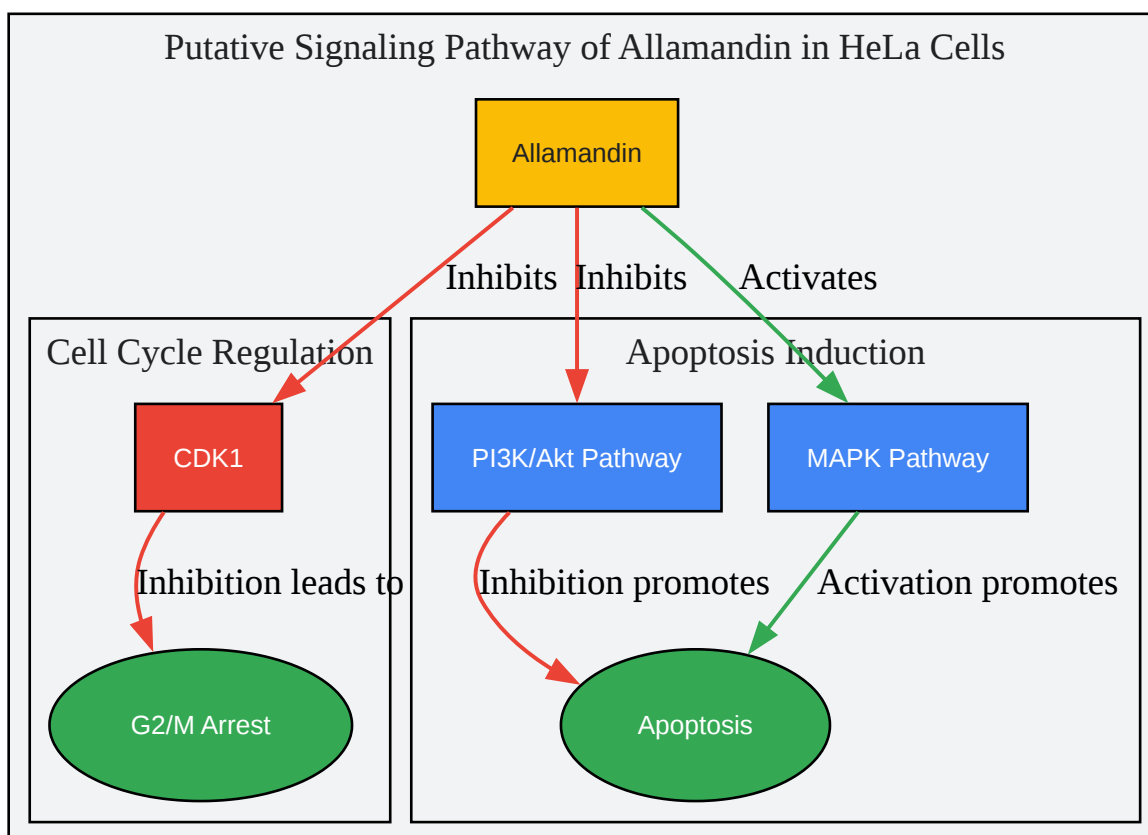 Putative Signaling Pathway of Allamandin in HeLa Cells
Allamandin
Inhibits
Inhibits
Activates
Cell Cycle Regulation
Apoptosis Induction
CDK1
PI3K/Akt Pathway
MAPK Pathway
Inhibition leads to
Inhibition promotes
Activation promotes
G2/M Arrest
Apoptosis